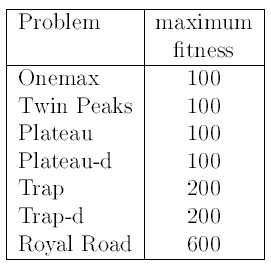 Problem maximum
fitness
Onemax 100
Twin Peaks 100
Plateau 100
Plateau-d 100
Trap 200
Trap-d 200
Royal Road 600